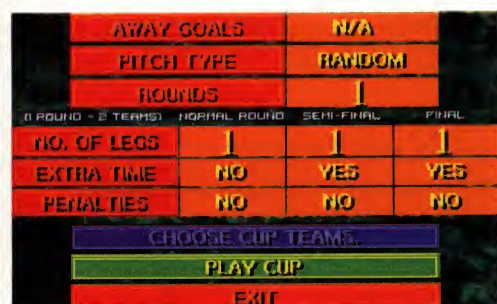 AWAY GOALS N/A
PITCH TYPE RANDOM
ROUNDS 1
(1 ROUND = 2 TEAMS) NORMAL ROUND SEMI-FINAL FINAL
NO. OF LEGS 1 1 1
EXTRA TIME NO YES YES
PENALTIES NO NO NO
CHOOSE CUP TEAMS.
PLAY CUP
EXIT